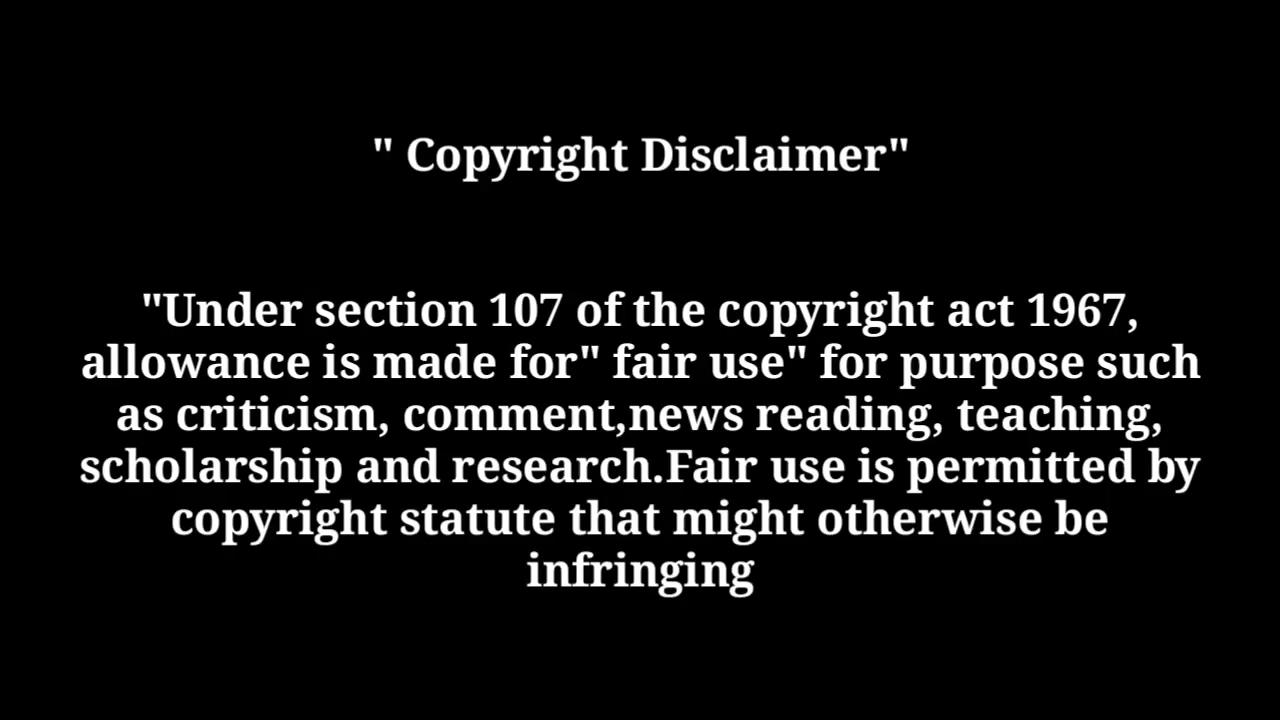 " Copyright Disclaimer"
"Under section 107 of the copyright act 1967,
allowance is made for" fair use" for purpose such
as criticism, comment,news reading, teaching,
scholarship and research.Fair use is permitted by
copyright statute that might otherwise be
infringing